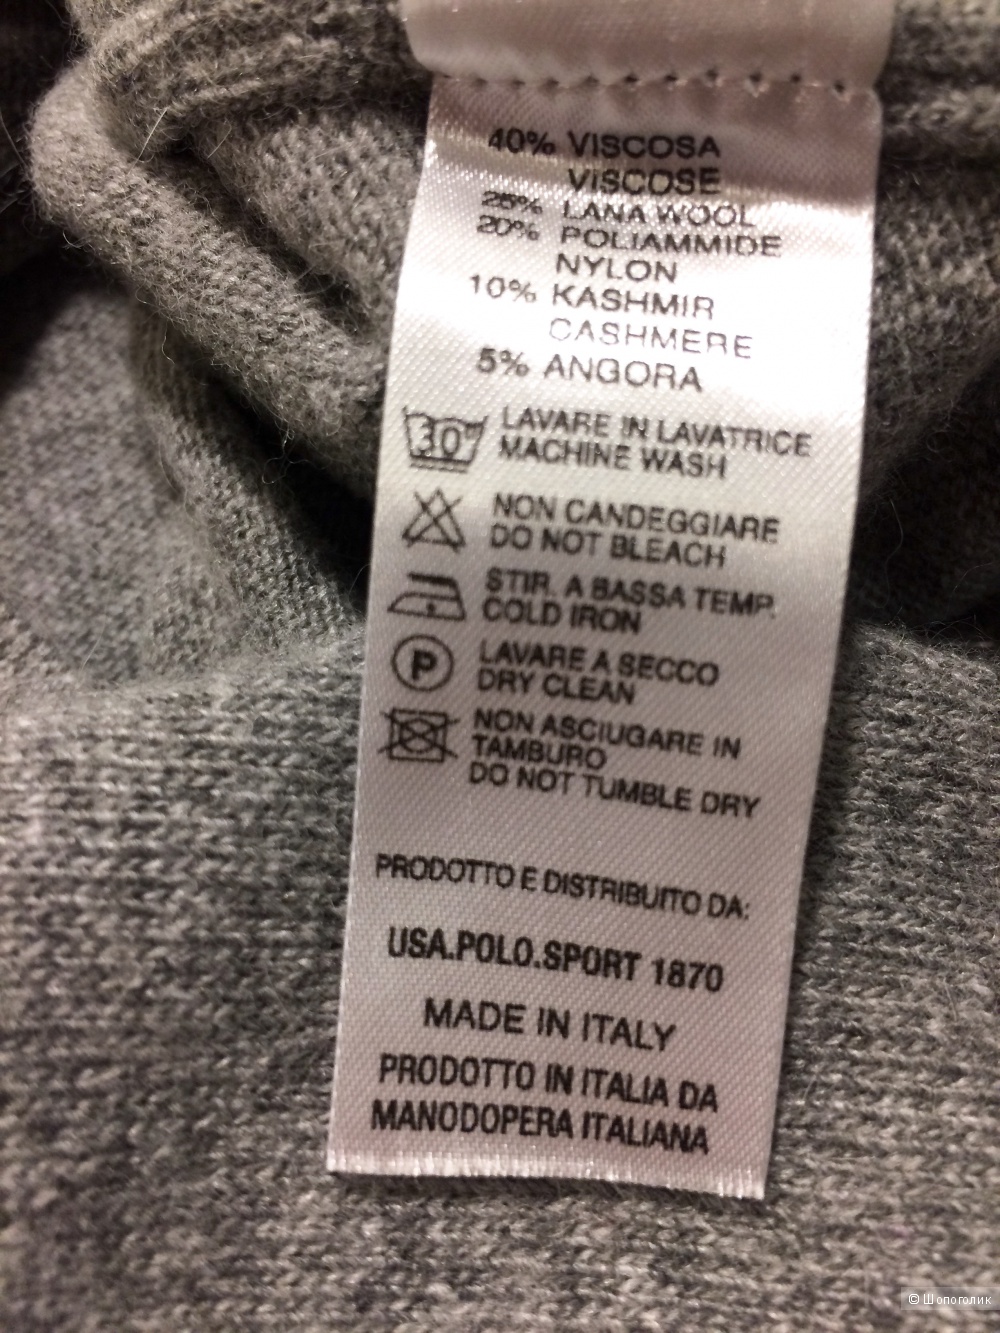 40% VISCOSA
VISCOSE
25% LANA WOOL
20% POLIAMMIDE
NYLON
10% KASHMIR
CASHMERE
5% ANGORA
30° LAVARE IN LAVATRICE
MACHINE WASH
NON CANDEGGIARE
DO NOT BLEACH
STIR. A BASSA TEMP.
COLD IRON
P LAVARE A SECCO
DRY CLEAN
NON ASCIUGARE IN
TAMBURO
DO NOT TUMBLE DRY
PRODOTTO E DISTRIBUITO DA:
USA.POLO.SPORT 1870
MADE IN ITALY
PRODOTTO IN ITALIA DA
MANODOPERA ITALIANA
© Шопоголик